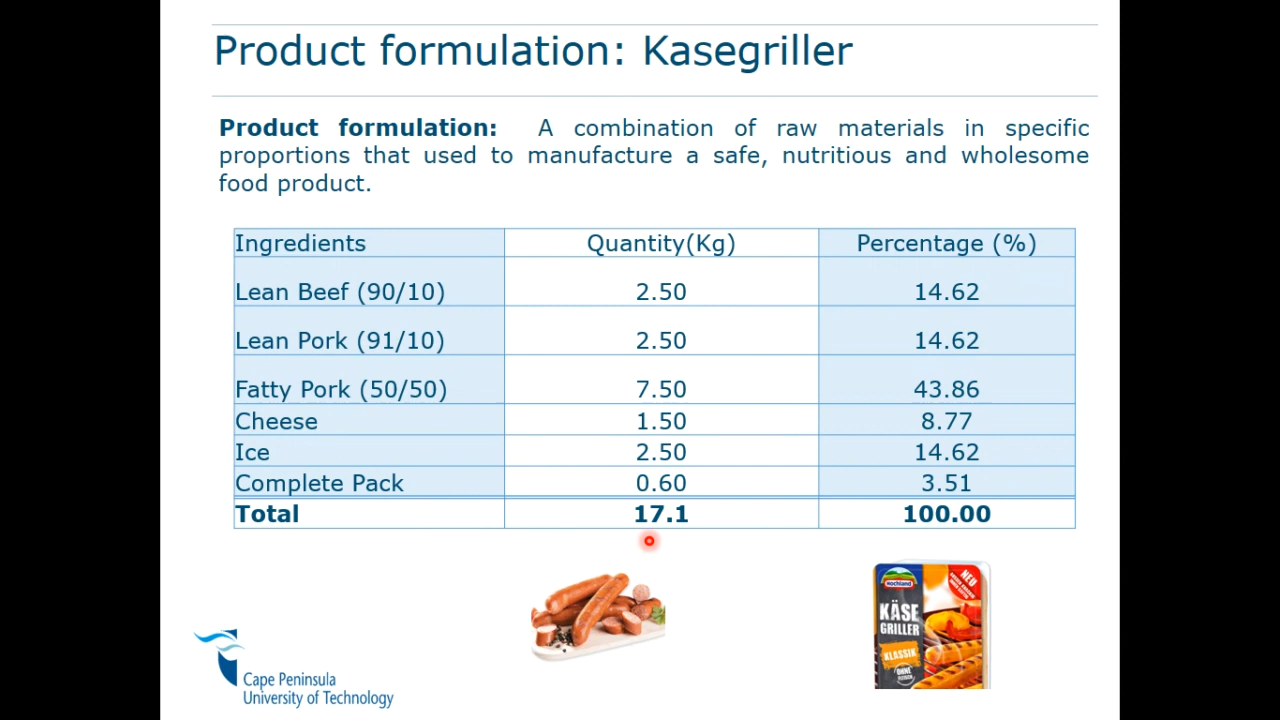 Product formulation: Kasegriller
Product formulation: A combination of raw materials in specific
proportions that used to manufacture a safe, nutritious and wholesome
food product.
Ingredients Quantity(Kg) Percentage (%)
Lean Beef (90/10) 2.50 14.62
Lean Pork (91/10) 2.50 14.62
Fatty Pork (50/50) 7.50 43.86
Cheese 1.50 8.77
Ice 2.50 14.62
Complete Pack 0.60 3.51
Total 17.1 100.00
Hochland
NEU
KÄSE
GRILLER
KLASSIK
OHNE
Cape Peninsula
University of Technology